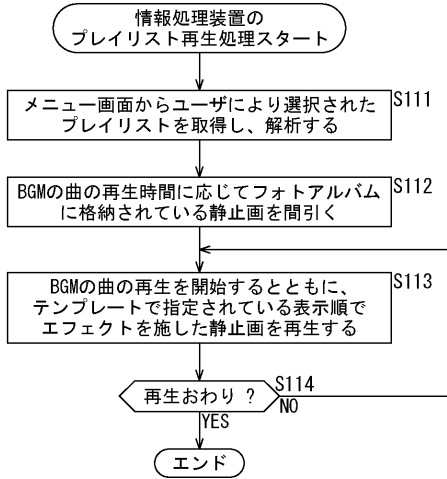 情報処理装置の
プレイリスト再生処理スタート
メニュー画面からユーザにより選択された
プレイリストを取得し、解析する
S111
BGMの曲の再生時間に応じてフォトアルバム
に格納されている静止画を間引く
S112
BGMの曲の再生を開始するとともに、
テンプレートで指定されている表示順で
エフェクトを施した静止画を再生する
S113
再生おわり ?
S114
NO
YES
エンド